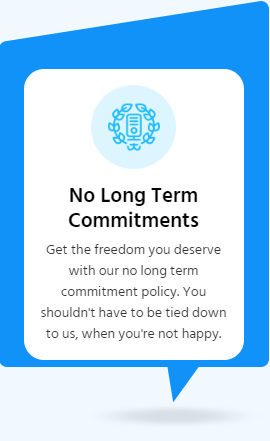 No Long Term
Commitments
Get the freedom you deserve
with our no long term
commitment policy. You
shouldn't have to be tied down
to us, when you're not happy.